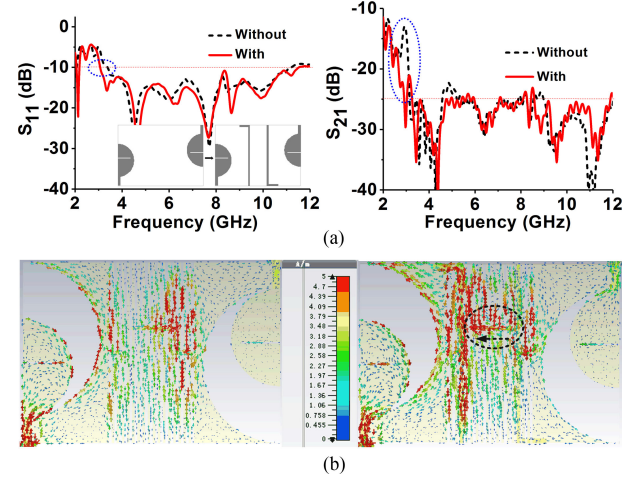 0
-10
-20
-30
-40
S11 (dB)
Without
With
2 4 6 8 10 12
Frequency (GHz)
-10
-20
-30
-40
S21 (dB)
Without
With
2 4 6 8 10 12
Frequency (GHz)
(a)
A/m
5
4.7
4.39
4.09
3.79
3.48
3.18
2.88
2.58
2.27
1.97
1.67
1.36
1.06
0.758
0.455
0
(b)